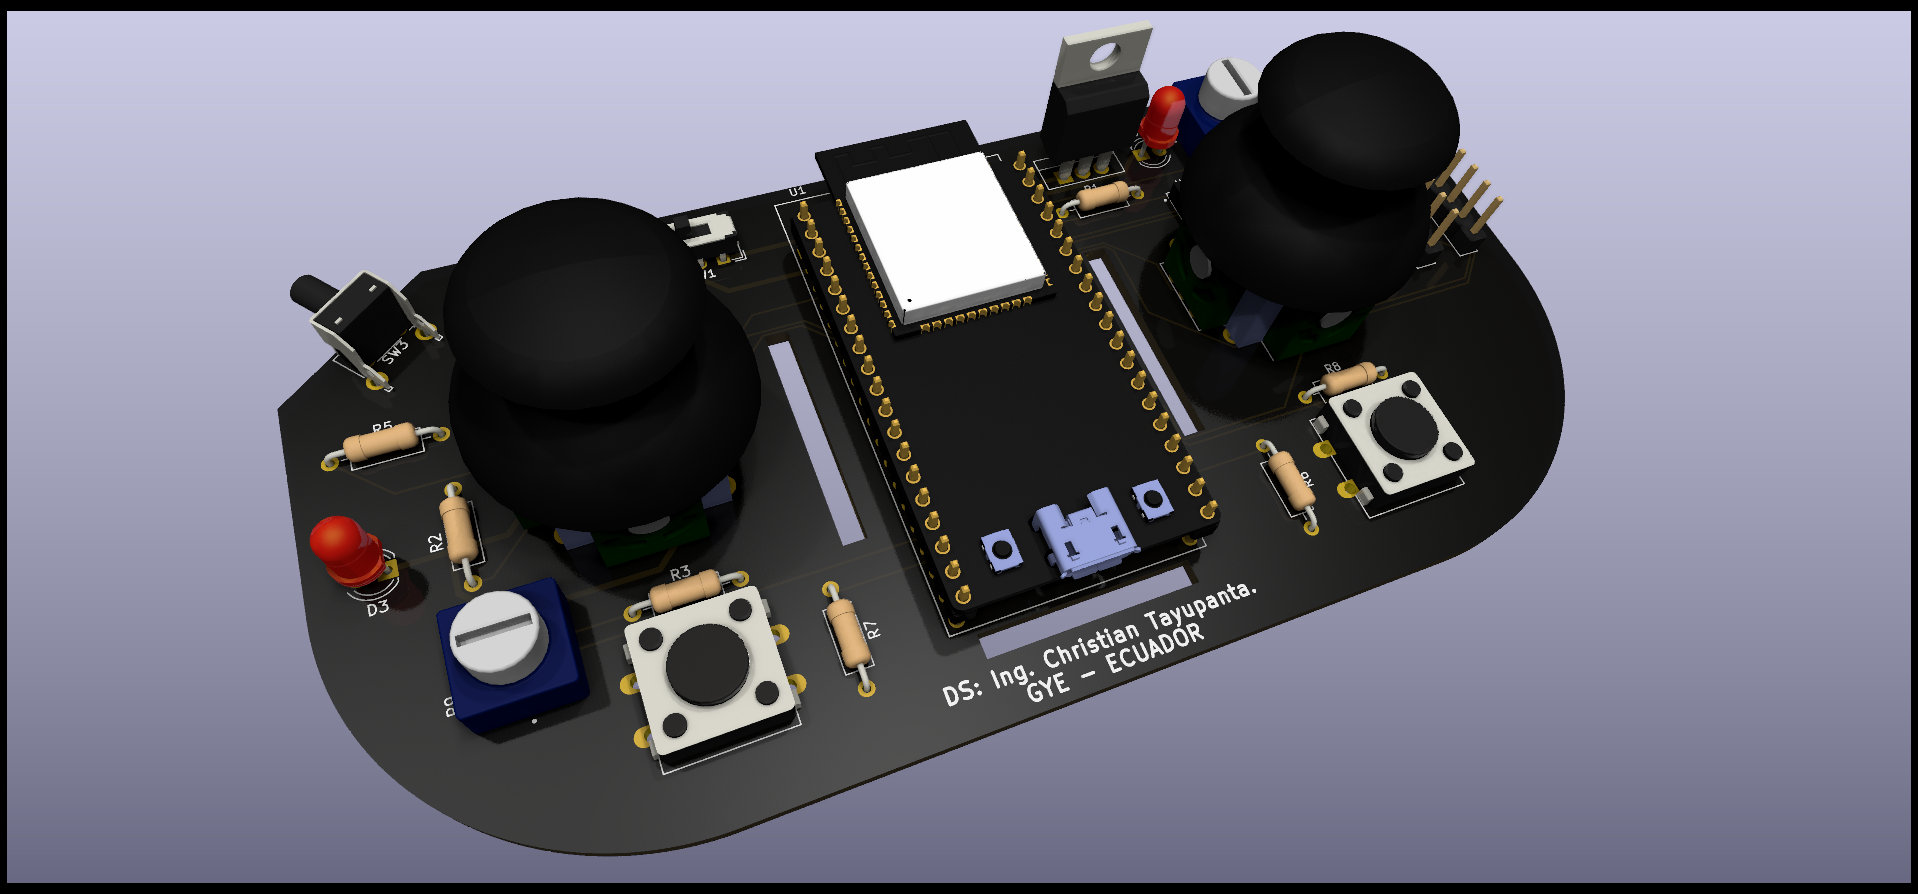 U1
R1
SW3
R5
R8
R2
R3
D3
R7
DS: Ing. Christian Tayupanta.
GYE – ECUADOR